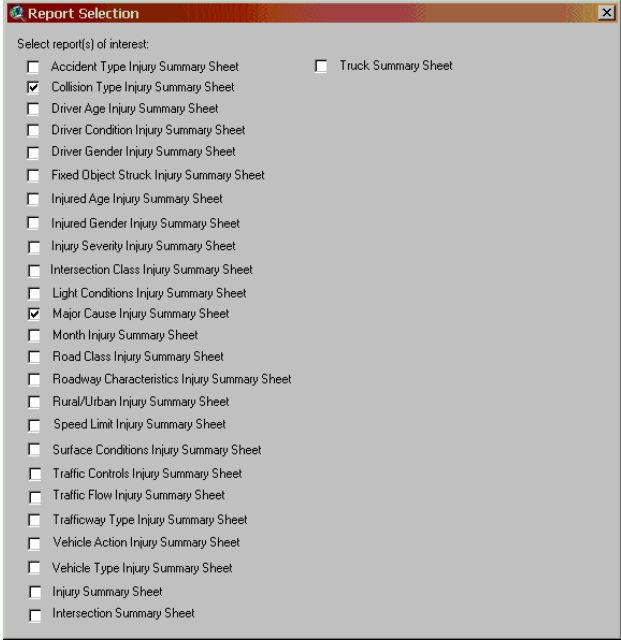 Report Selection
Select report(s) of interest:
Accident Type Injury Summary Sheet
Collision Type Injury Summary Sheet
Driver Age Injury Summary Sheet
Driver Condition Injury Summary Sheet
Driver Gender Injury Summary Sheet
Fixed Object Struck Injury Summary Sheet
Injured Age Injury Summary Sheet
Injured Gender Injury Summary Sheet
Injury Severity Injury Summary Sheet
Intersection Class Injury Summary Sheet
Light Conditions Injury Summary Sheet
Major Cause Injury Summary Sheet
Month Injury Summary Sheet
Road Class Injury Summary Sheet
Roadway Characteristics Injury Summary Sheet
Rural/Urban Injury Summary Sheet
Speed Limit Injury Summary Sheet
Surface Conditions Injury Summary Sheet
Traffic Controls Injury Summary Sheet
Traffic Flow Injury Summary Sheet
Trafficway Type Injury Summary Sheet
Vehicle Action Injury Summary Sheet
Vehicle Type Injury Summary Sheet
Injury Summary Sheet
Intersection Summary Sheet
Truck Summary Sheet